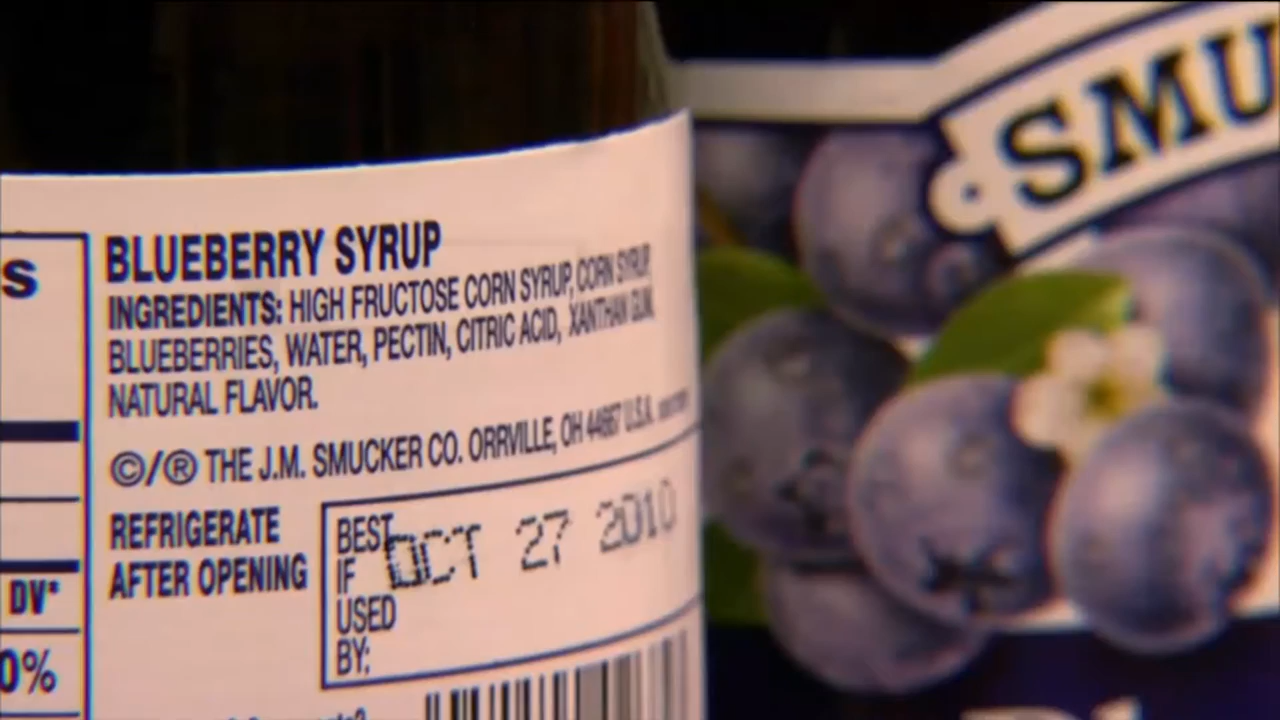 SMU
S
BLUEBERRY SYRUP
INGREDIENTS: HIGH FRUCTOSE CORN SYRUP, CORN SYRUP,
BLUEBERRIES, WATER, PECTIN, CITRIC ACID, XANTHAN GUM,
NATURAL FLAVOR.
©/® THE J.M. SMUCKER CO. ORRVILLE, OH 44667 U.S.A.
REFRIGERATE
AFTER OPENING
BEST
IF
USED
BY:
OCT 27 2010
DV*
0%